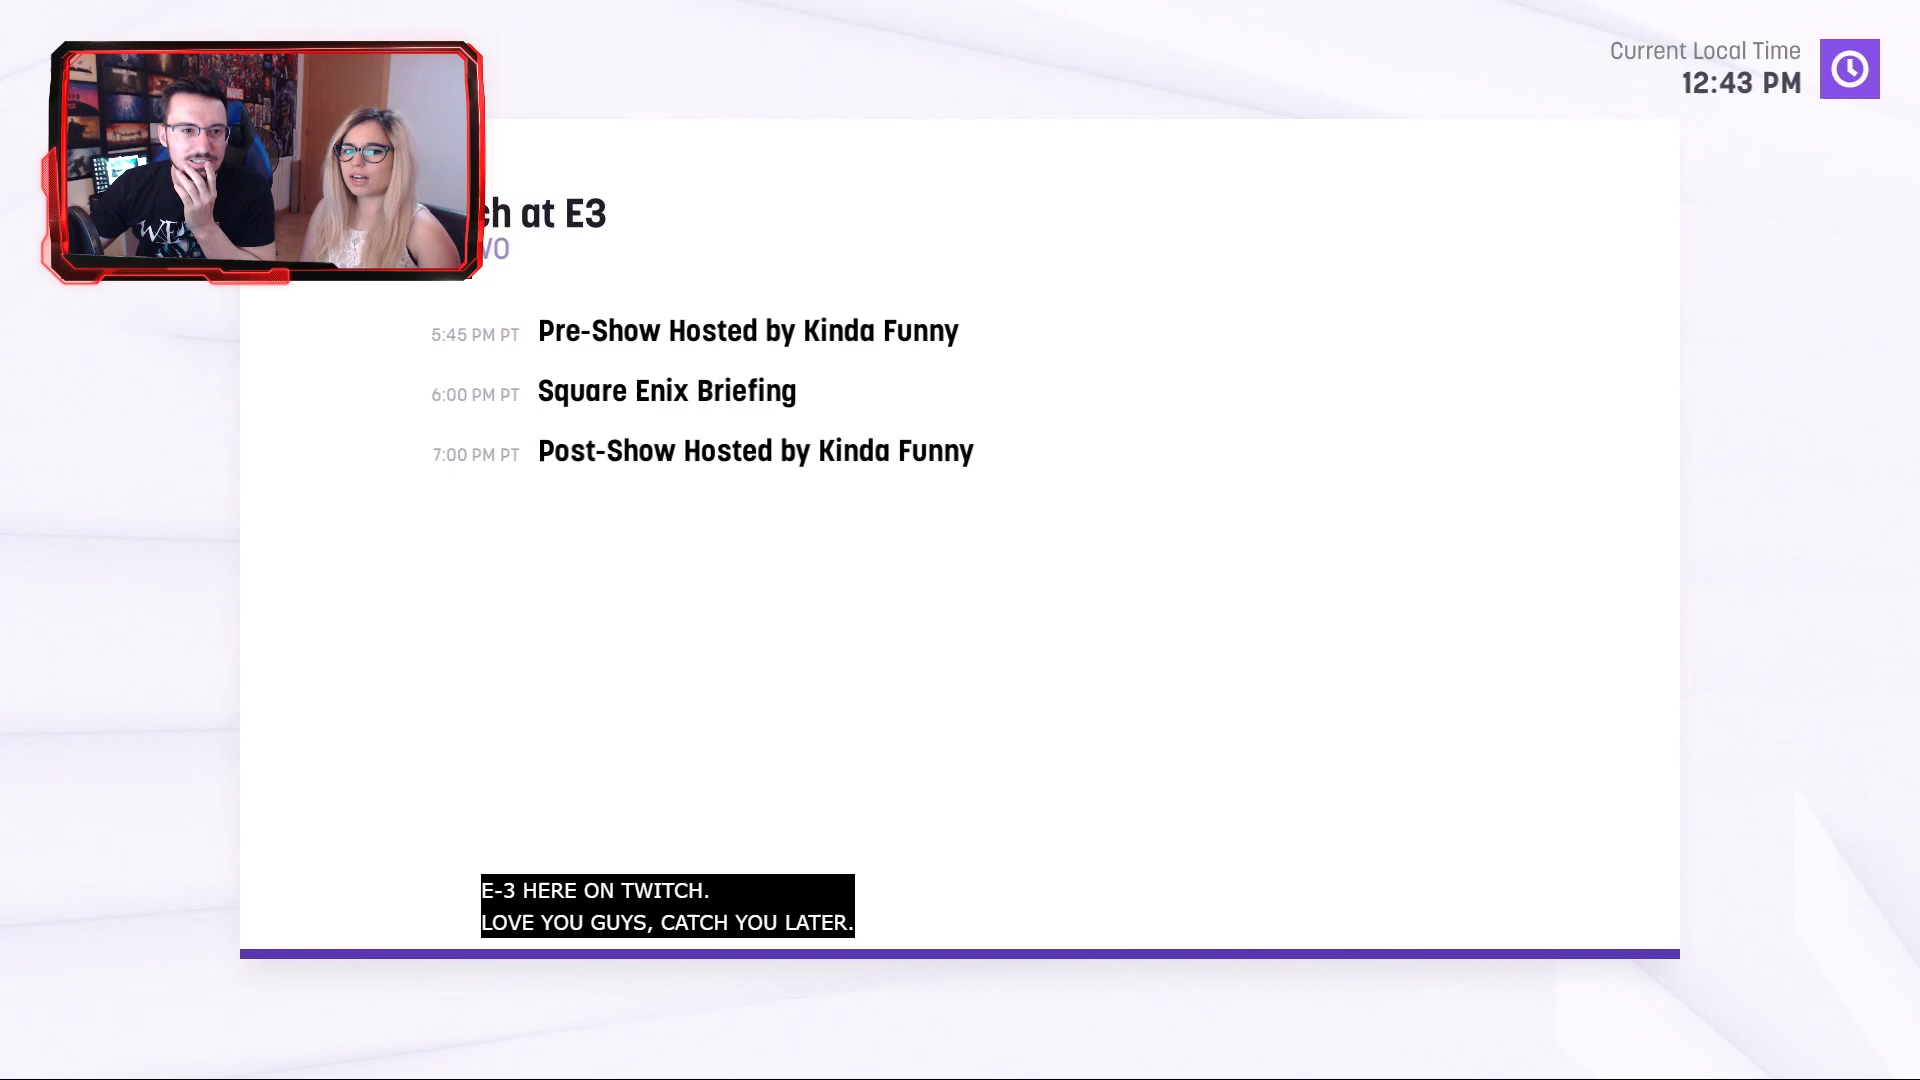 Current Local Time
12:43 PM
ch at E3
WO
5:45 PM PT Pre-Show Hosted by Kinda Funny
6:00 PM PT Square Enix Briefing
7:00 PM PT Post-Show Hosted by Kinda Funny
E-3 HERE ON TWITCH.
LOVE YOU GUYS, CATCH YOU LATER.